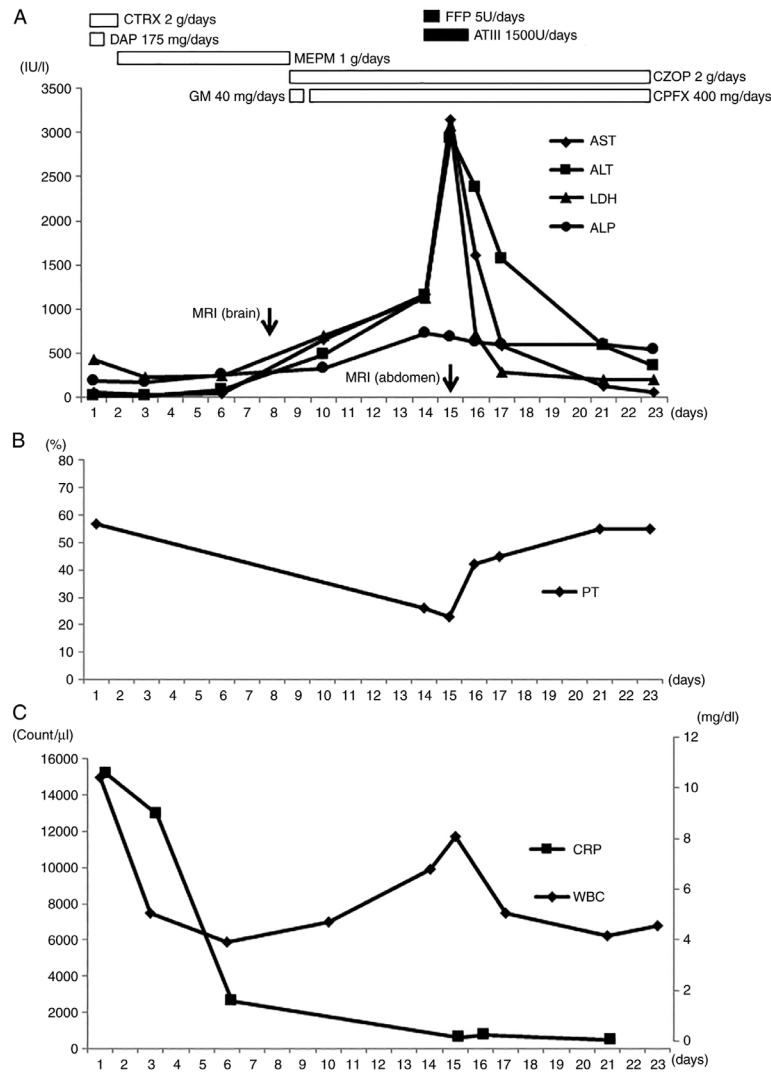 A
CTRX 2 g/days
FFP 5U/days
DAP 175 mg/days
ATIII 1500U/days
MEPM 1 g/days
(IU/l)
CZOP 2 g/days
GM 40 mg/days
CPFX 400 mg/days
3500
3000
2500
2000
1500
1000
500
0
AST
ALT
LDH
ALP
MRI (brain)
MRI (abdomen)
1 2 3 4 5 6 7 8 9 10 11 12 13 14 15 16 17 18 19 20 21 22 23 (days)
B
(%)
80
70
60
50
40
30
20
10
0
PT
1 2 3 4 5 6 7 8 9 10 11 12 13 14 15 16 17 18 19 20 21 22 23 (days)
C
(Count/μl)
(mg/dl)
16000
14000
12000
10000
8000
6000
4000
2000
0
12
10
8
6
4
2
0
CRP
WBC
1 2 3 4 5 6 7 8 9 10 11 12 13 14 15 16 17 18 19 20 21 22 23 (days)